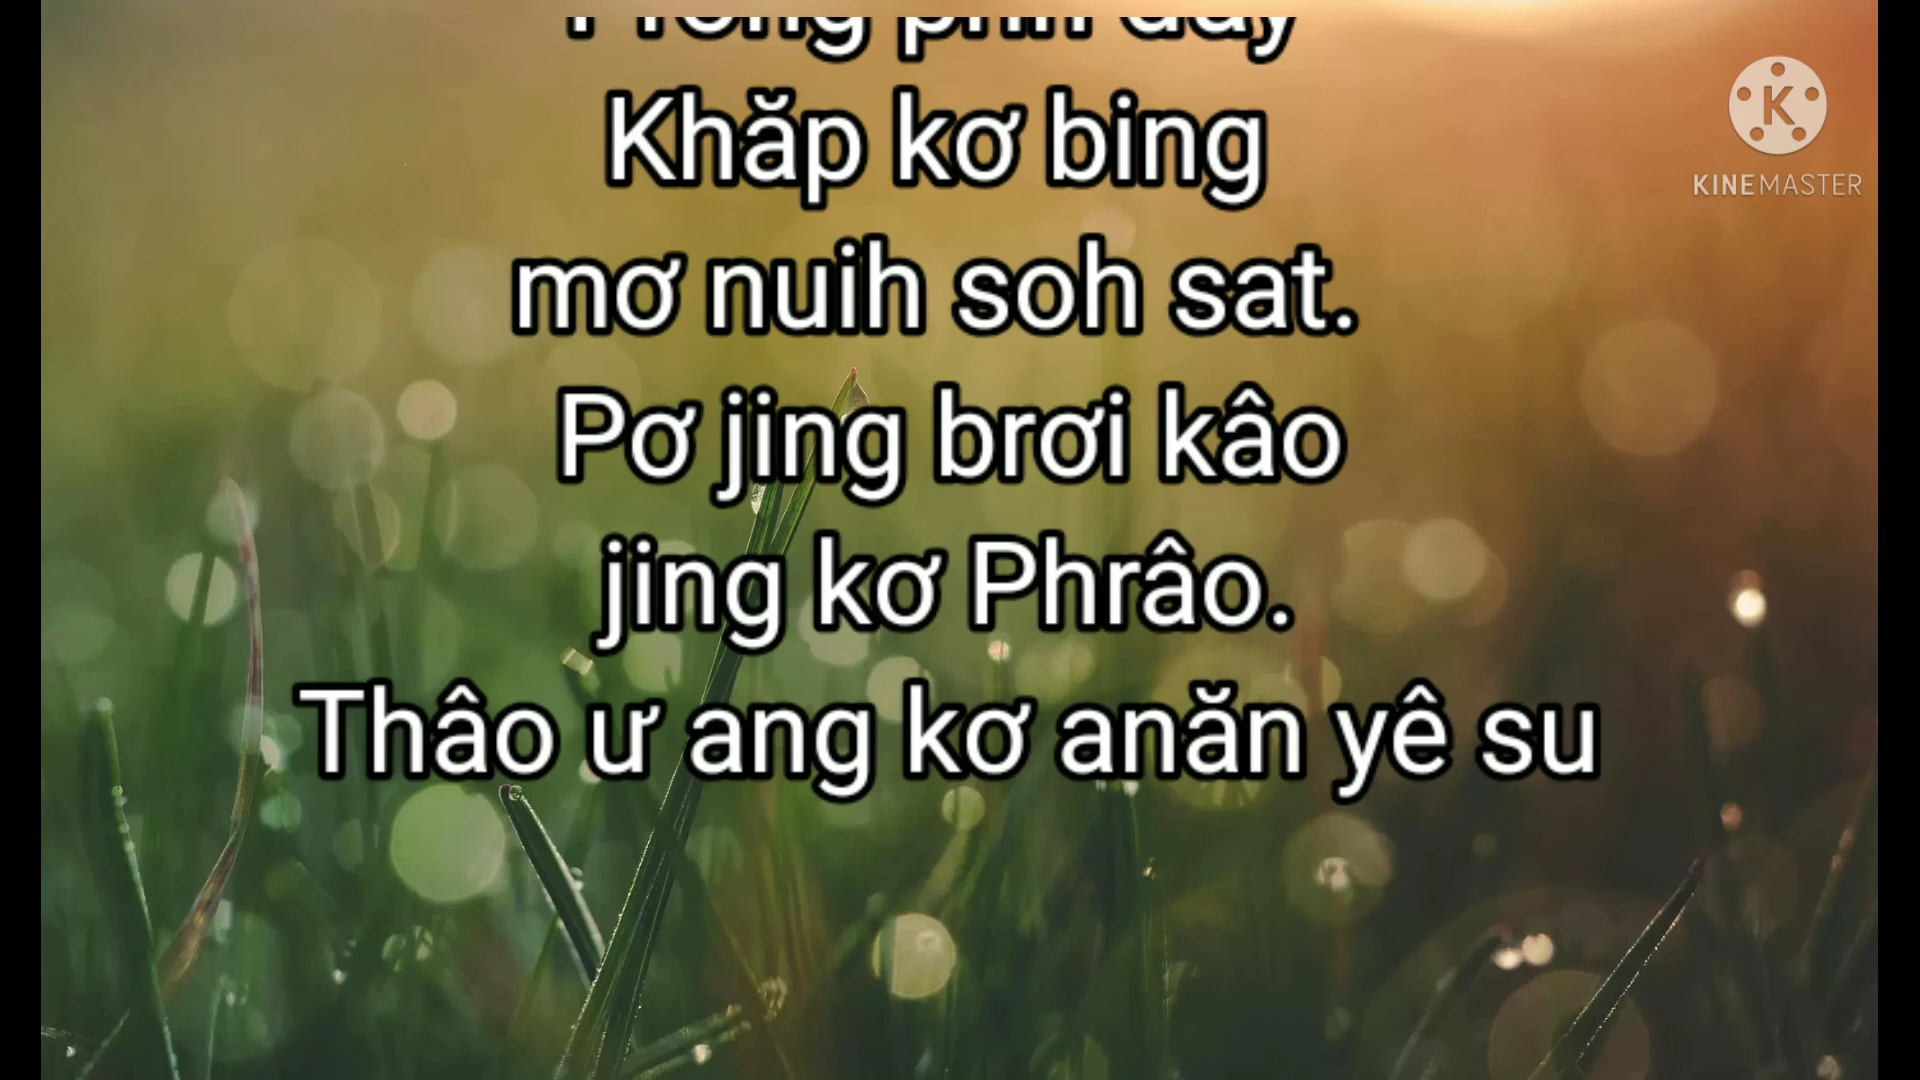 Khăp kơ bing
mơ nuih soh sat.
Pơ jing brơi kâo
jing kơ Phrâo.
Thâo ư ang kơ anăn yê su
K
KINEMASTER